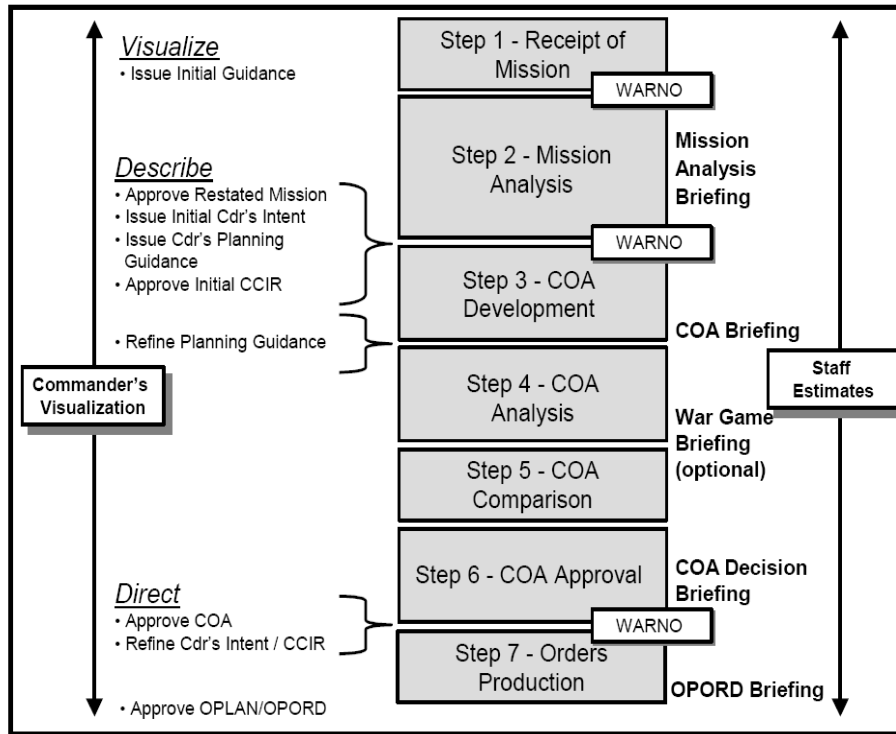 Visualize
• Issue Initial Guidance
Describe
• Approve Restated Mission
• Issue Initial Cdr's Intent
• Issue Cdr's Planning
Guidance
• Approve Initial CCIR
• Refine Planning Guidance
Commander's
Visualization
Direct
• Approve COA
• Refine Cdr's Intent / CCIR
• Approve OPLAN/OPORD
Step 1 - Receipt of
Mission
WARNO
Step 2 - Mission
Analysis
WARNO
Step 3 - COA
Development
Step 4 - COA
Analysis
Step 5 - COA
Comparison
Step 6 - COA Approval
WARNO
Step 7 - Orders
Production
Mission
Analysis
Briefing
COA Briefing
War Game
Briefing
(optional)
COA Decision
Briefing
OPORD Briefing
Staff
Estimates